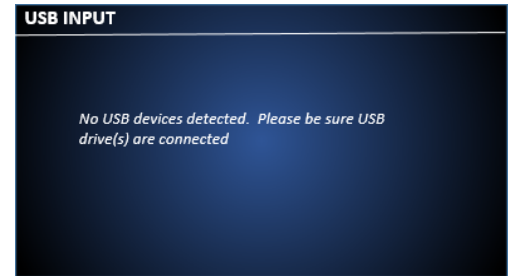 USB INPUT
No USB devices detected.  Please be sure USB
drive(s) are connected